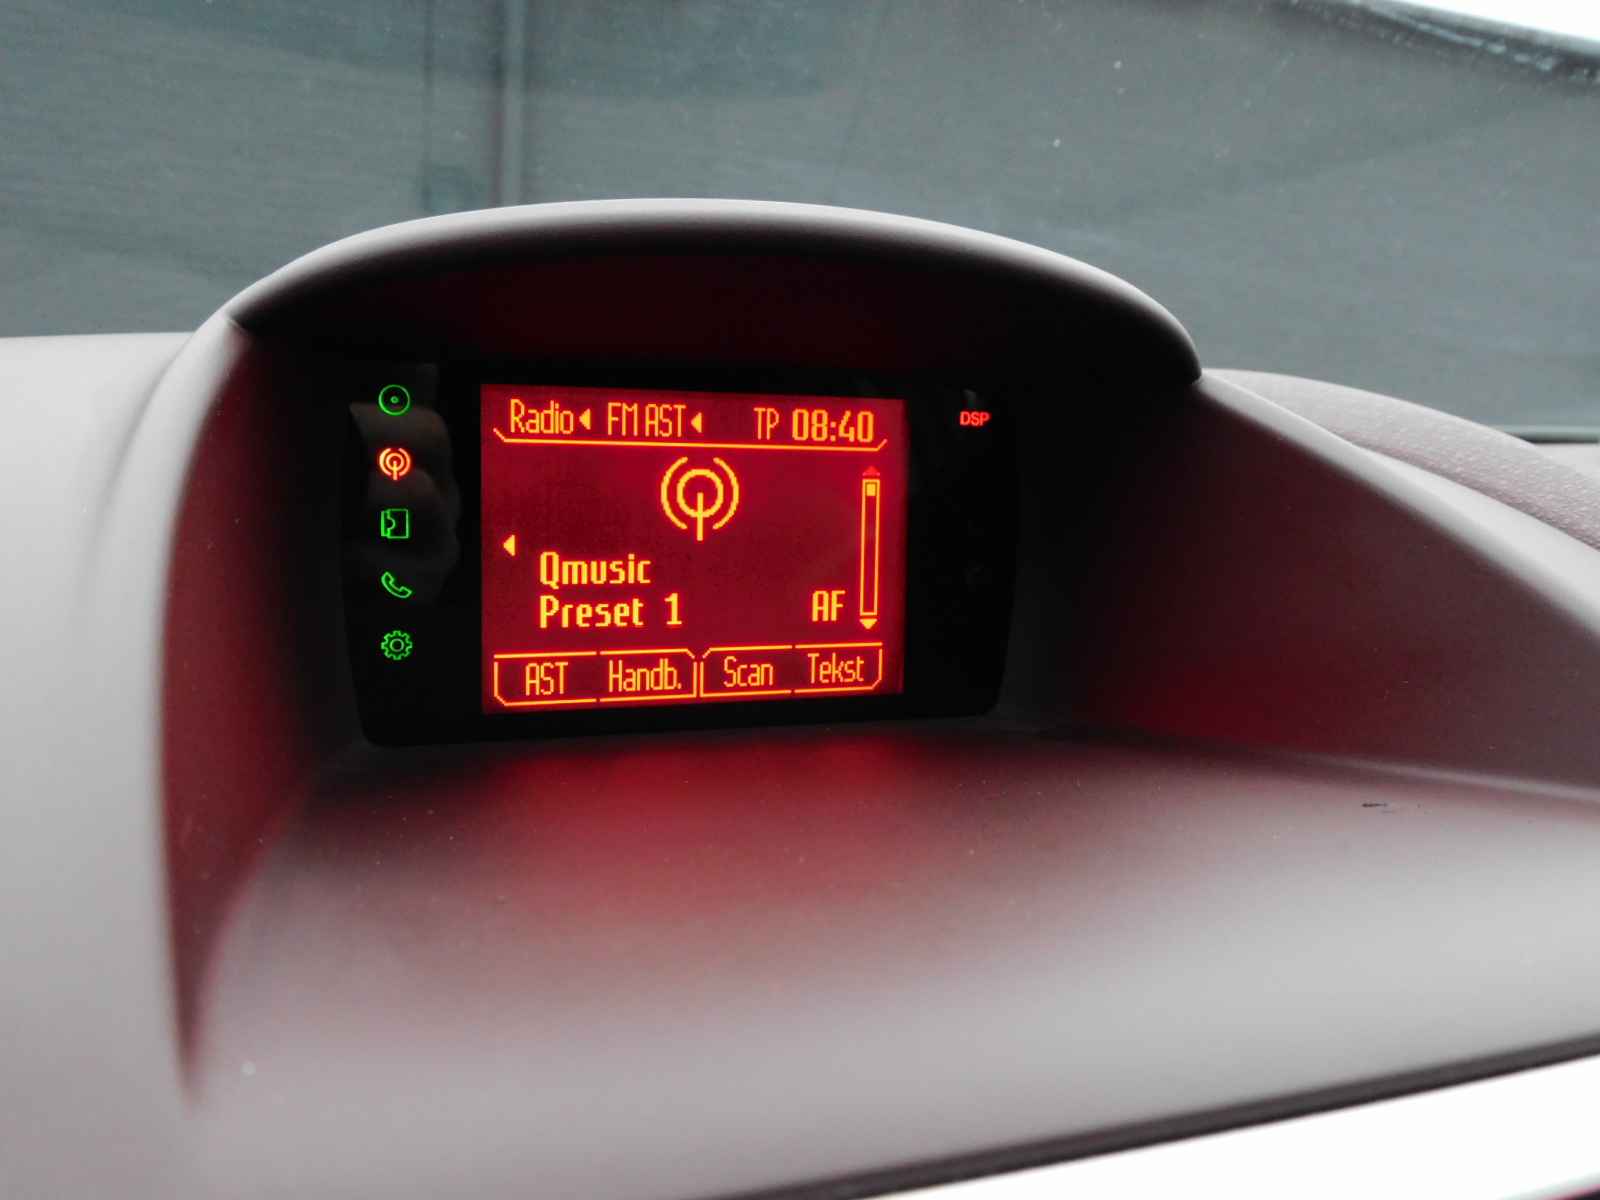 Radio FM AST TP 08:40
DSP
Qmusic
Preset 1
AF
AST Handb. Scan Tekst